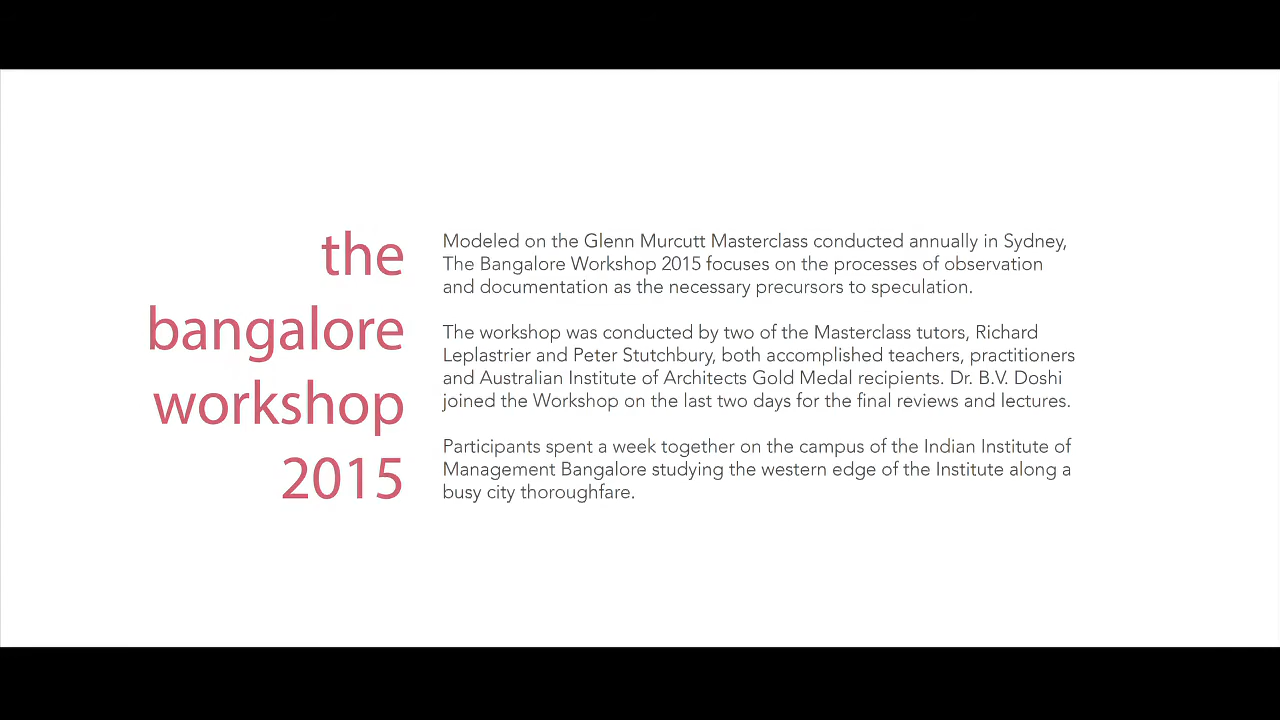 the
bangalore
workshop
2015
Modeled on the Glenn Murcutt Masterclass conducted annually in Sydney,
The Bangalore Workshop 2015 focuses on the processes of observation
and documentation as the necessary precursors to speculation.
The workshop was conducted by two of the Masterclass tutors, Richard
Leplastrier and Peter Stutchbury, both accomplished teachers, practitioners
and Australian Institute of Architects Gold Medal recipients. Dr. B.V. Doshi
joined the Workshop on the last two days for the final reviews and lectures.
Participants spent a week together on the campus of the Indian Institute of
Management Bangalore studying the western edge of the Institute along a
busy city thoroughfare.